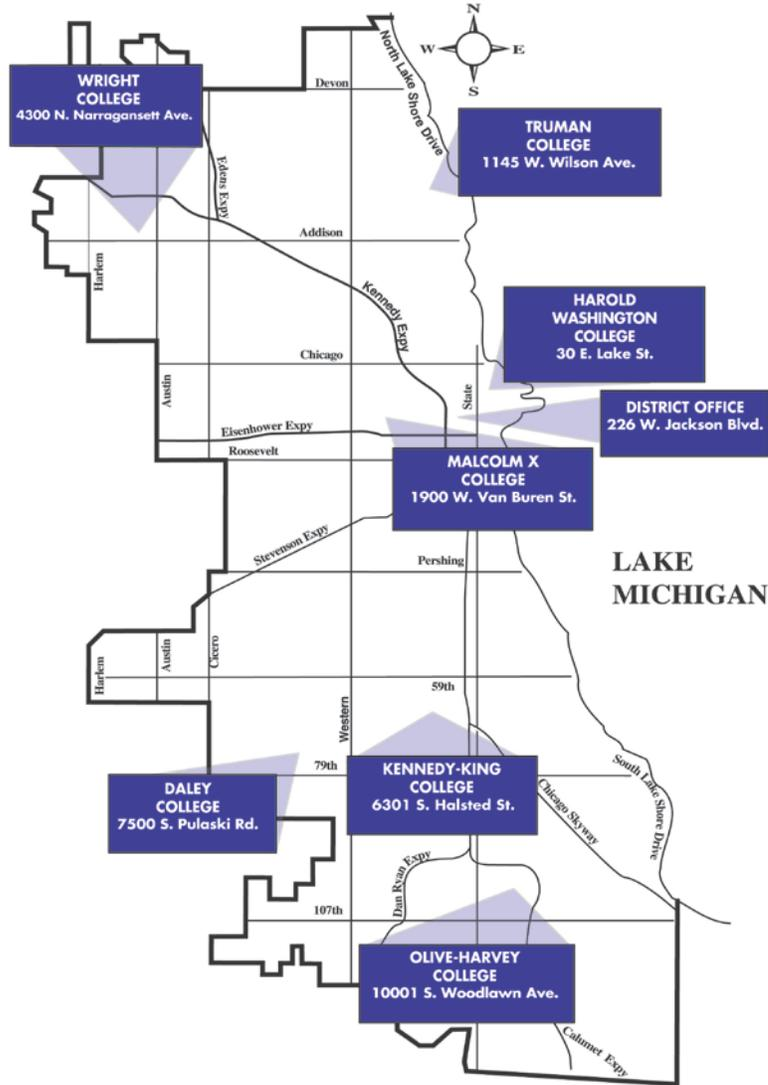 N
W
E
S
WRIGHT
COLLEGE
4300 N. Narragansett Ave.
Devon
North Lake Shore Drive
TRUMAN
COLLEGE
1145 W. Wilson Ave.
Edens Expy
Addison
Harlem
Kennedy Expy
HAROLD
WASHINGTON
COLLEGE
30 E. Lake St.
Chicago
Austin
State
DISTRICT OFFICE
226 W. Jackson Blvd.
Eisenhower Expy
Roosevelt
MALCOLM X
COLLEGE
1900 W. Van Buren St.
Stevenson Expy
Pershing
LAKE
MICHIGAN
Harlem
Austin
Cicero
59th
Western
79th
DALEY
COLLEGE
7500 S. Pulaski Rd.
KENNEDY-KING
COLLEGE
6301 S. Halsted St.
Chicago Skyway
South Lake Shore Drive
Dan Ryan Expy
107th
OLIVE-HARVEY
COLLEGE
10001 S. Woodlawn Ave.
Calumet Expy